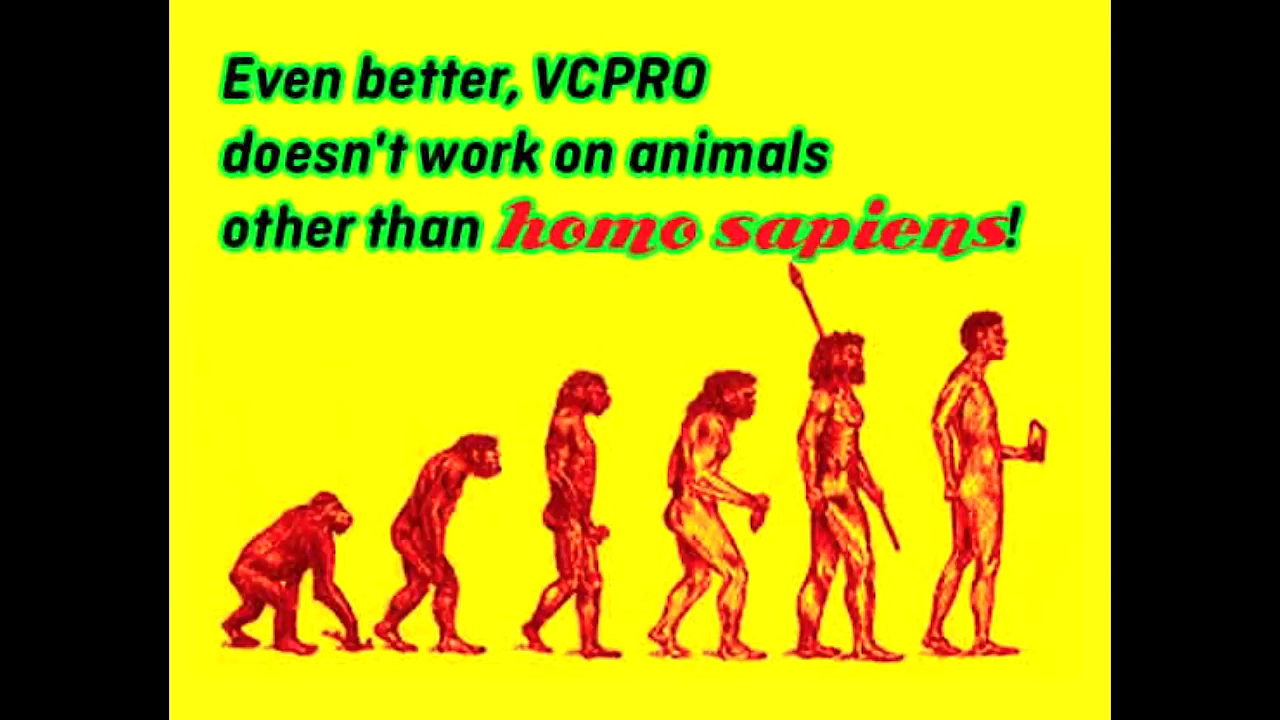 Even better, VCPRO
doesn't work on animals
other than homo sapiens!